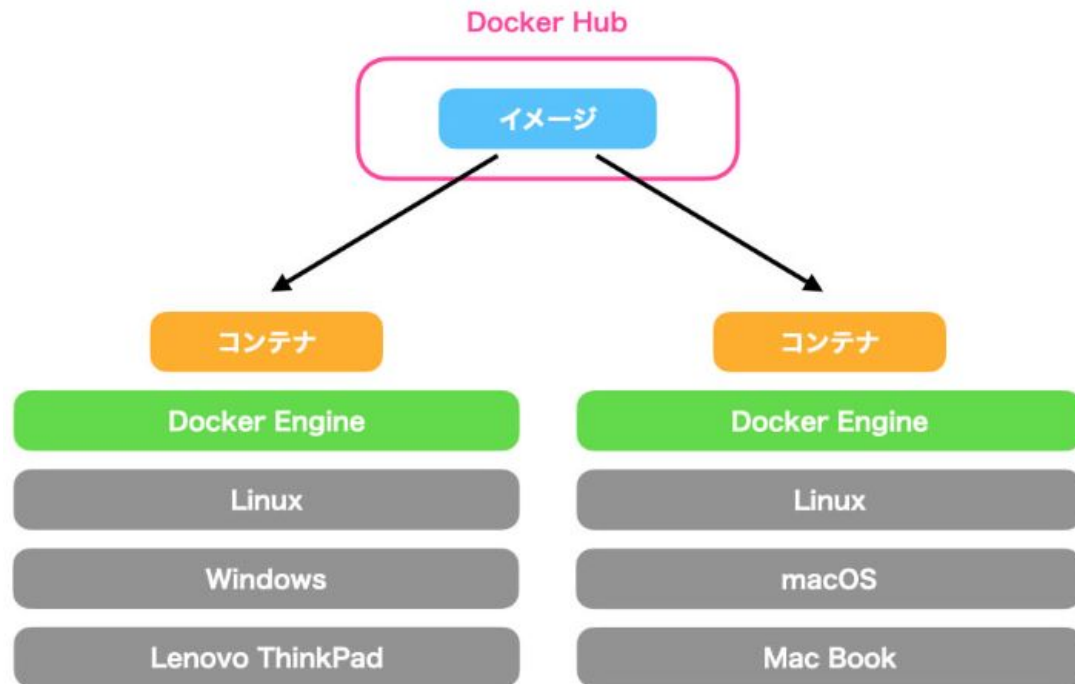 Docker Hub
イメージ
コンテナ
コンテナ
Docker Engine
Docker Engine
Linux
Linux
Windows
macOS
Lenovo ThinkPad
Mac Book